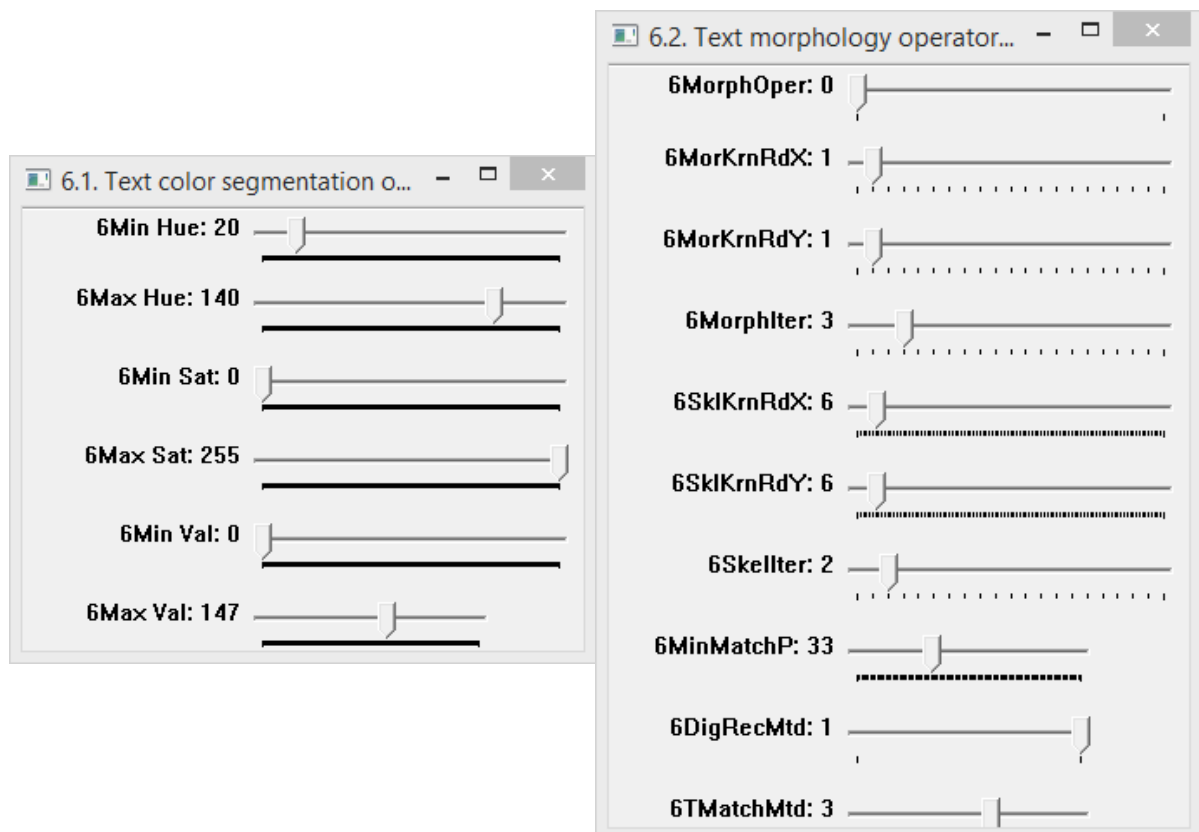 6.1. Text color segmentation o...
6Min Hue: 20
6Max Hue: 140
6Min Sat: 0
6Max Sat: 255
6Min Val: 0
6Max Val: 147
6.2. Text morphology operator...
6MorphOper: 0
6MorKrnRdX: 1
6MorKrnRdY: 1
6MorphIter: 3
6SklKrnRdX: 6
6SklKrnRdY: 6
6SkelIter: 2
6MinMatchP: 33
6DigRecMtd: 1
6TMatchMtd: 3